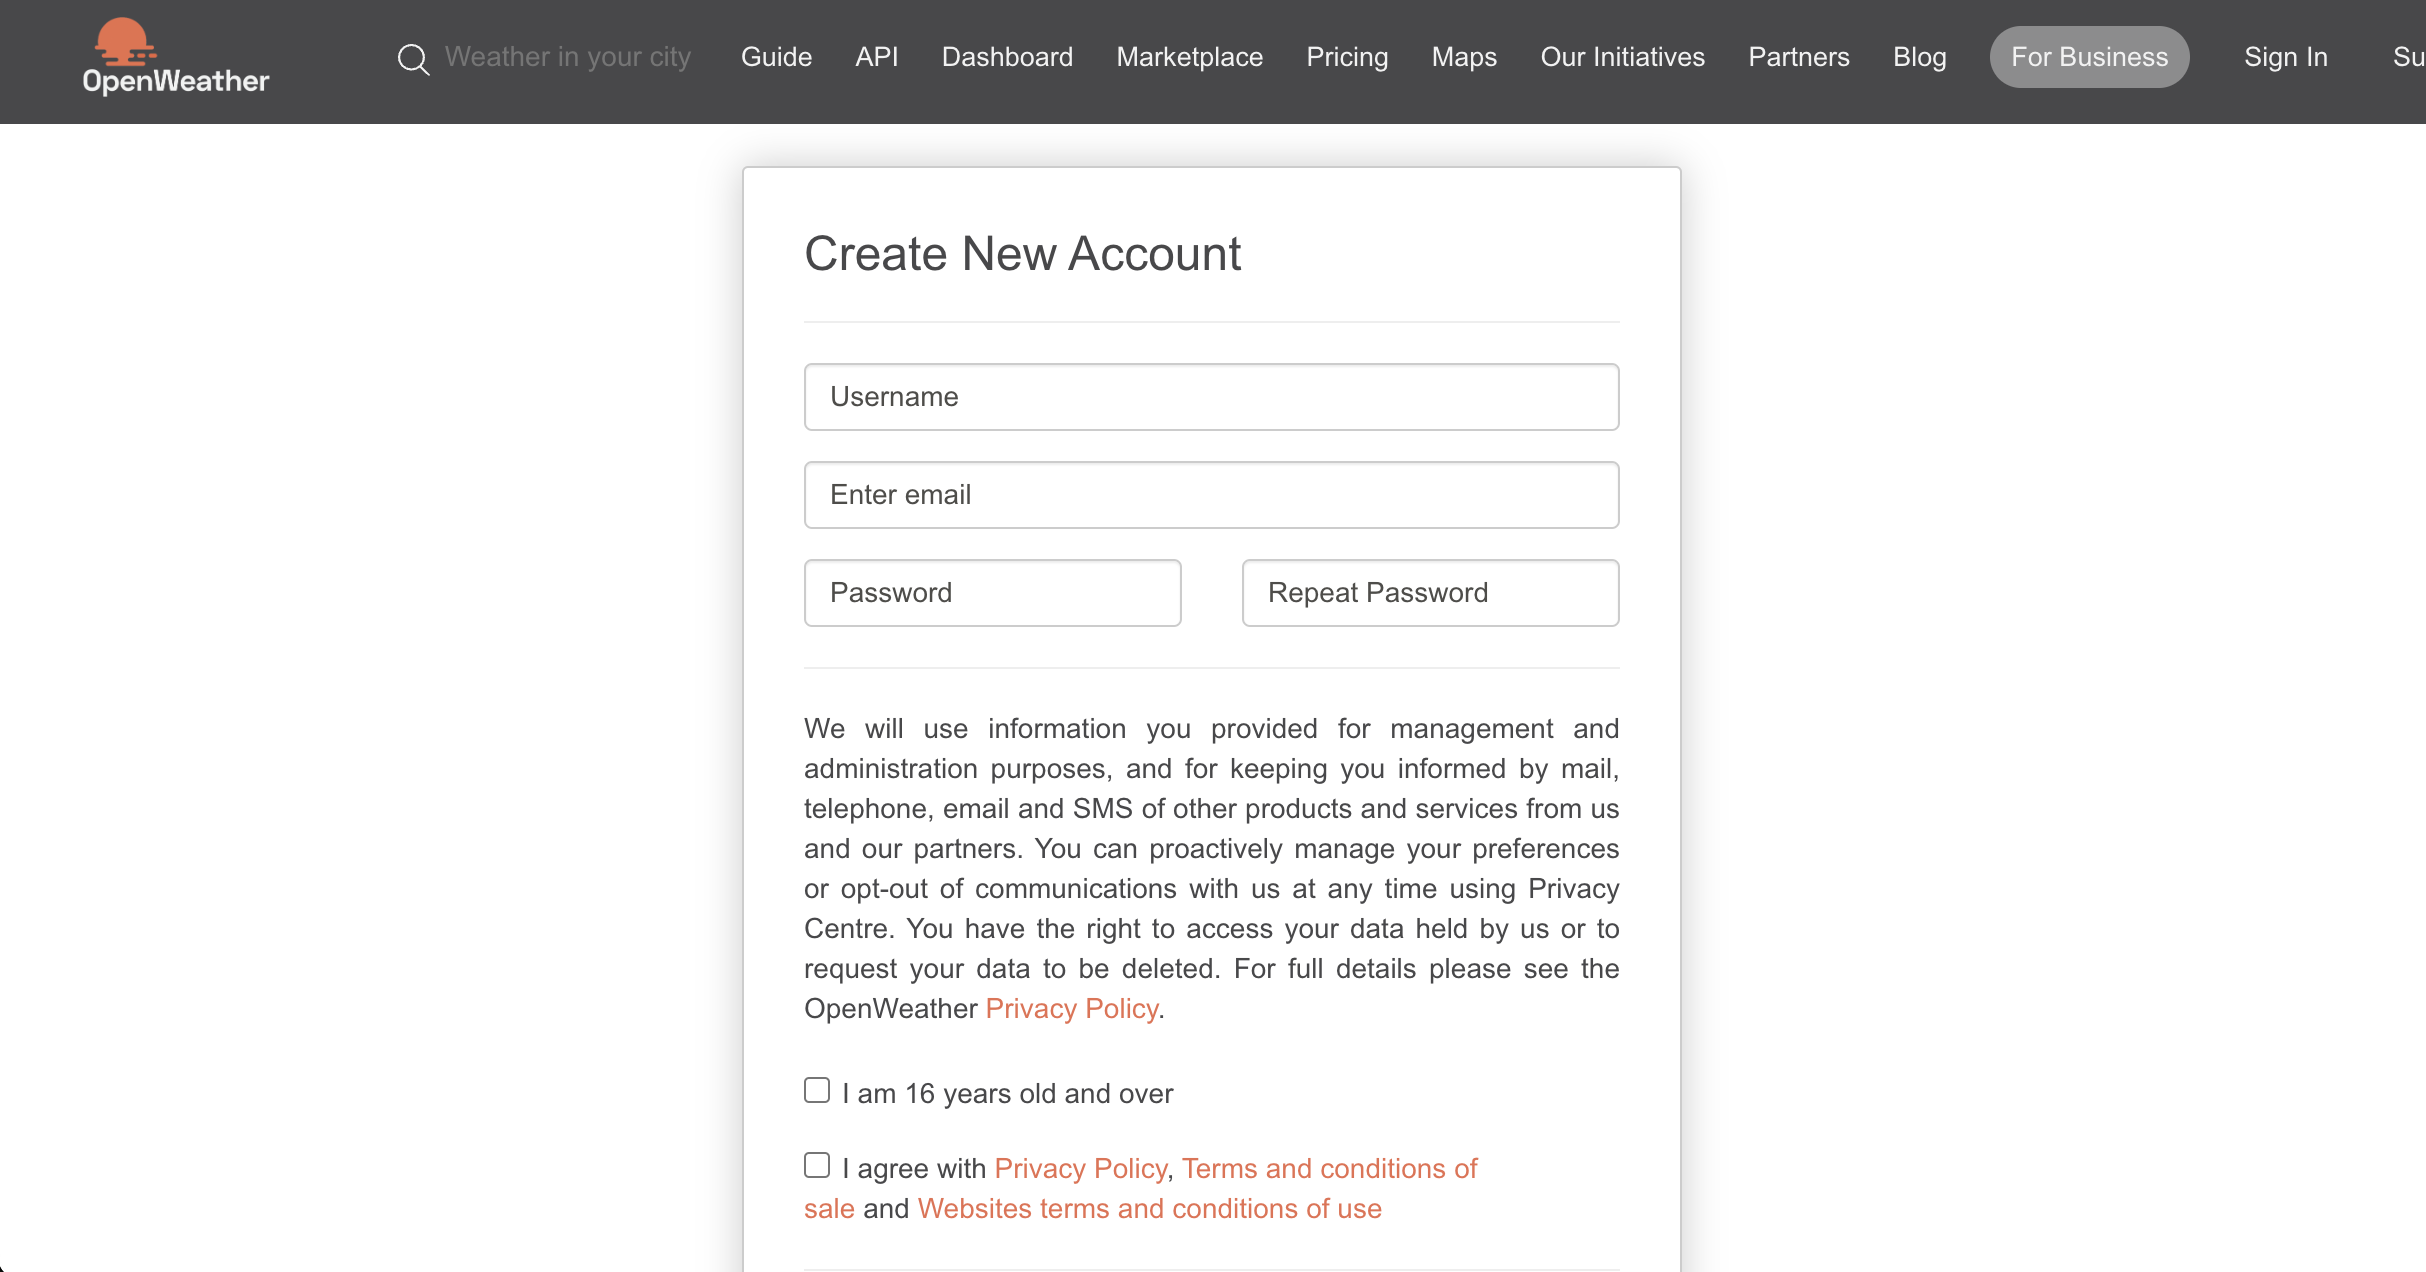 OpenWeather
Weather in your city
Guide
API
Dashboard
Marketplace
Pricing
Maps
Our Initiatives
Partners
Blog
For Business
Sign In
Su
Create New Account
Username
Enter email
Password
Repeat Password
We will use information you provided for management and
administration purposes, and for keeping you informed by mail,
telephone, email and SMS of other products and services from us
and our partners. You can proactively manage your preferences
or opt-out of communications with us at any time using Privacy
Centre. You have the right to access your data held by us or to
request your data to be deleted. For full details please see the
OpenWeather Privacy Policy.
I am 16 years old and over
I agree with Privacy Policy, Terms and conditions of
sale and Websites terms and conditions of use